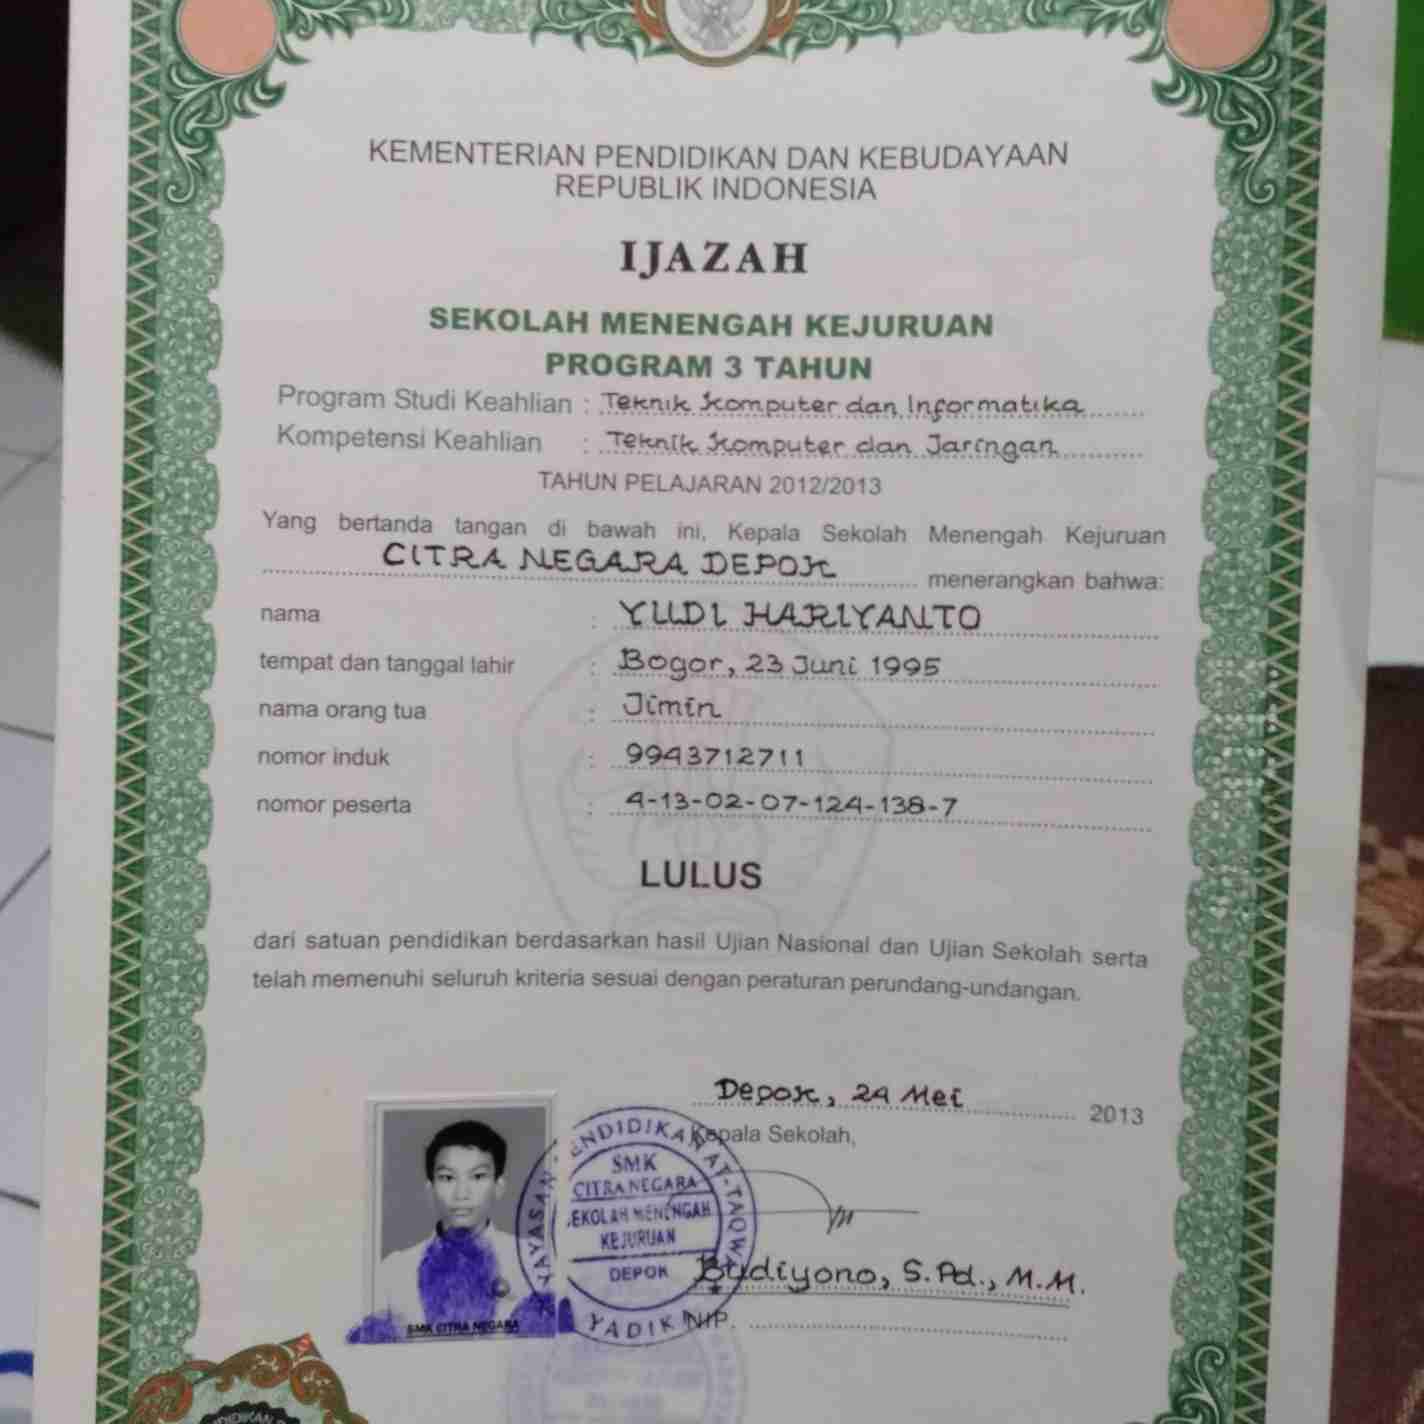 KEMENTERIAN PENDIDIKAN DAN KEBUDAYAAN
REPUBLIK INDONESIA
IJAZAH
SEKOLAH MENENGAH KEJURUAN
PROGRAM 3 TAHUN
Program Studi Keahlian : Teknik Komputer dan Informatika
Kompetensi Keahlian : Teknik Komputer dan Jaringan
TAHUN PELAJARAN 2012/2013
Yang bertanda tangan di bawah ini, Kepala Sekolah Menengah Kejuruan
CITRA NEGARA DEPOK menerangkan bahwa:
nama : YUDI HARIYANTO
tempat dan tanggal lahir : Bogor, 23 Juni 1995
nama orang tua : Jimin
nomor induk : 9943712711
nomor peserta : 4-13-02-07-124-138-7
LULUS
dari satuan pendidikan berdasarkan hasil Ujian Nasional dan Ujian Sekolah serta
telah memenuhi seluruh kriteria sesuai dengan peraturan perundang-undangan.
Depok, 24 Mei 2013
Kepala Sekolah,
YAYASAN PENDIDIKAN AT-TAQWA
SMK
CITRA NEGARA
SEKOLAH MENENGAH
KEJURUAN
DEPOK
YADIKA
Budiyono, S.Pd., M.M.
NIP.
SMK CITRA NEGARA